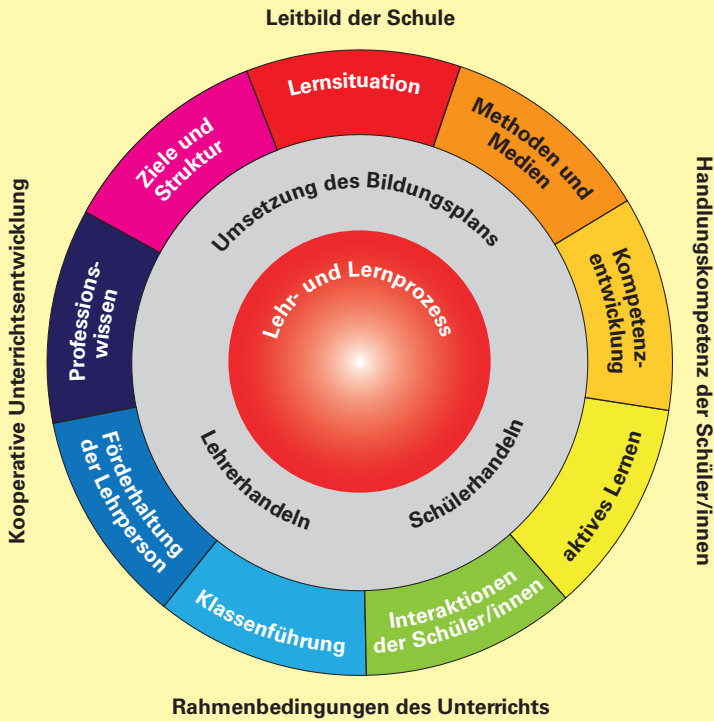 Leitbild der Schule
Lernsituation
Methoden und
Medien
Kompetenz-
entwicklung
aktives Lernen
Interaktionen
der Schüler/innen
Klassenführung
Förderhaltung
der Lehrperson
Professions-
wissen
Ziele und
Struktur
Umsetzung des Bildungsplans
Schülerhandeln
Lehrerhandeln
Lehr- und Lernprozess
Kooperative Unterrichtsentwicklung
Handlungskompetenz der Schüler/innen
Rahmenbedingungen des Unterrichts